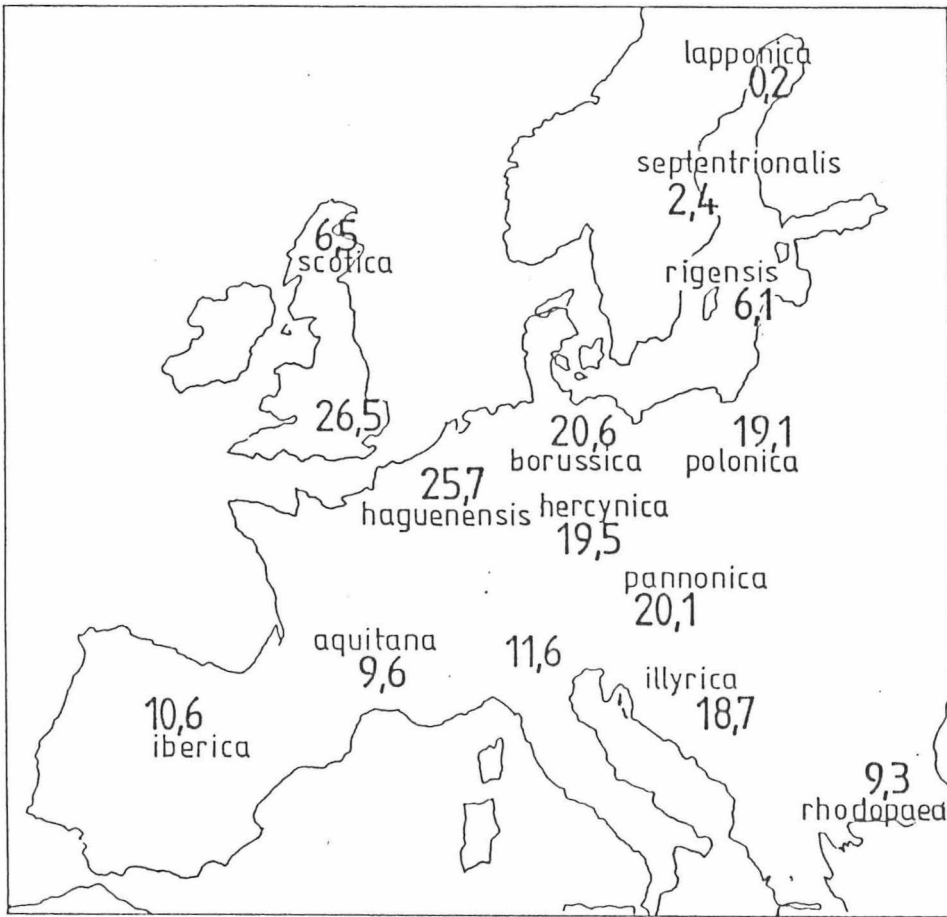 lapponica
0,2
septentrionalis
2,4
6,5
scotica
rigensis
6,1
26,5
20,6
borussica
19,1
polonica
25,7
haguenensis
hercynica
19,5
pannonica
20,1
aquitana
9,6
11,6
illyrica
18,7
10,6
iberica
9,3
rhodopaea